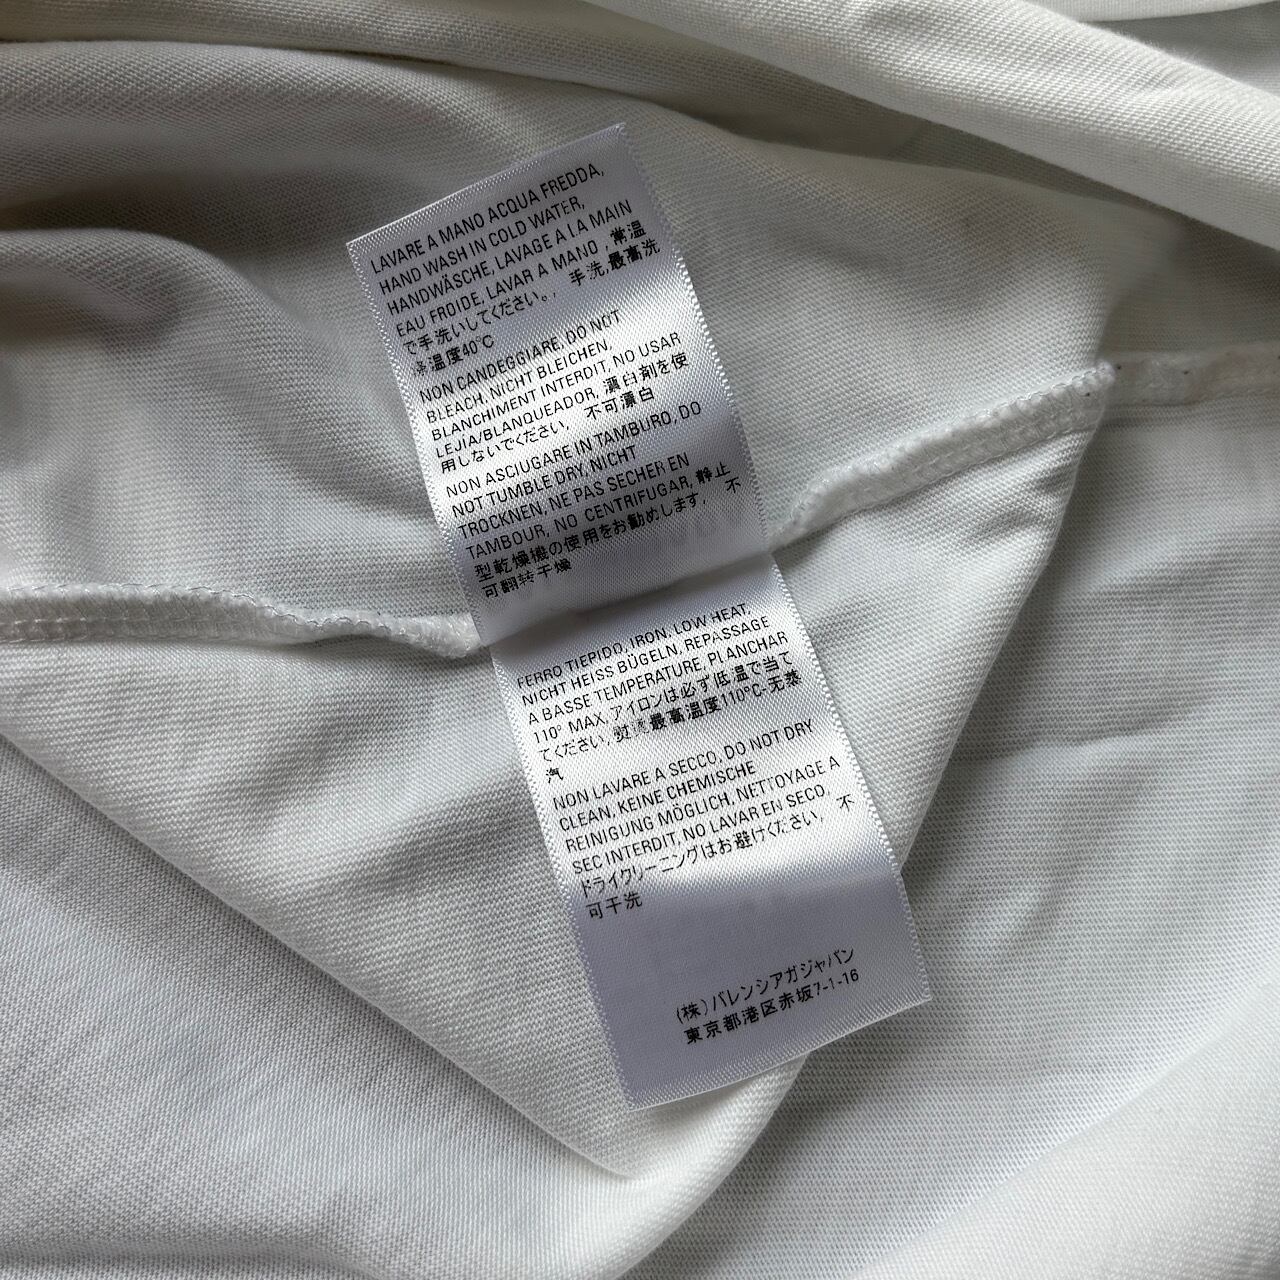 LAVARE A MANO ACQUA FREDDA,
HAND WASH IN COLD WATER,
HANDWÄSCHE, LAVAGE A LA MAIN
EAU FROIDE, LAVAR A MANO , 常温
で手洗いしてください。, 手洗,最高洗
温度40°C
NON CANDEGGIARE, DO NOT
BLEACH, NICHT BLEICHEN,
BLANCHIMENT INTERDIT, NO USAR
LEJÍA/BLANQUEADOR, 漂白剤を使
用しないでください, 不可漂白
NON ASCIUGARE IN TAMBURO, DO
NOT TUMBLE DRY, NICHT
TROCKNEN, NE PAS SECHER EN
TAMBOUR, NO CENTRIFUGAR, 静止
型乾燥機の使用をお勧めします, 不
可翻转干燥
FERRO TIEPIDO, IRON, LOW HEAT,
NICHT HEISS BÜGELN, REPASSAGE
A BASSE TEMPERATURE, PLANCHAR
110° MAX, アイロンは必ず低温で当て
てください, 熨 最高温度110°C-无蒸
汽
NON LAVARE A SECCO, DO NOT DRY
CLEAN, KEINE CHEMISCHE
REINIGUNG MÖGLICH, NETTOYAGE A
SEC INTERDIT, NO LAVAR EN SECO,
ドライクリーニングはお避けください, 不
可干洗
(株)バレンシアガジャパン
東京都港区赤坂7-1-16